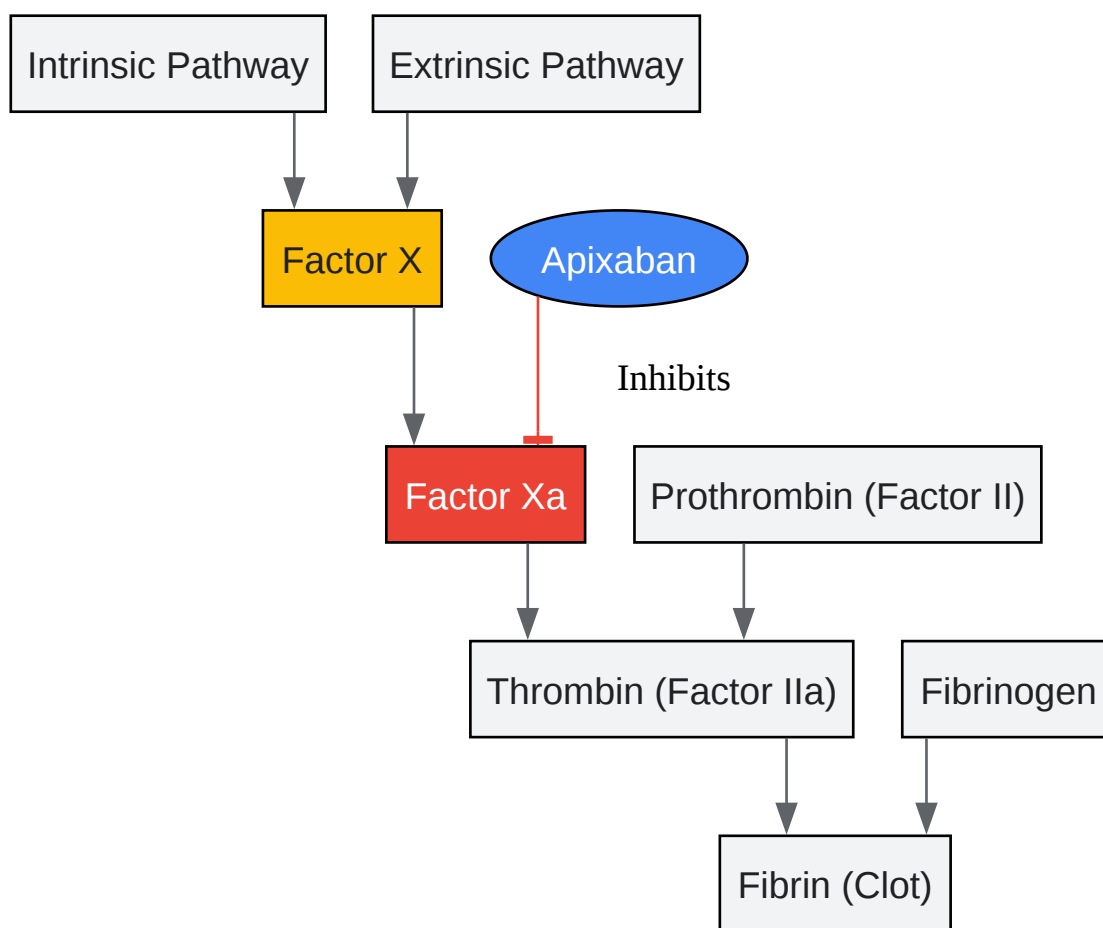 Intrinsic Pathway
Extrinsic Pathway
Factor X
Apixaban
Inhibits
Factor Xa
Prothrombin (Factor II)
Thrombin (Factor IIa)
Fibrinogen
Fibrin (Clot)